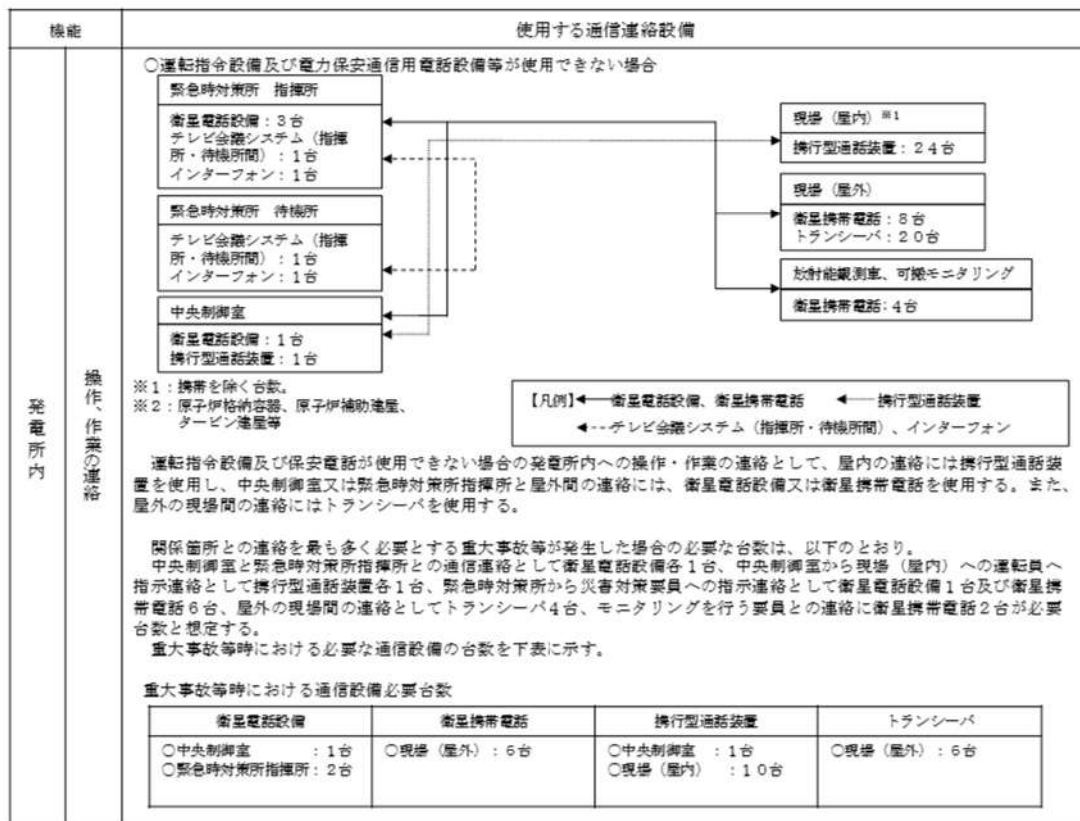 機能
使用する通信連絡設備
発電所内
操作、作業の連絡
○運転指令設備及び電力保安通信用電話設備等が使用できない場合
緊急時対策所 指揮所
衛星電話設備:3台
テレビ会議システム(指揮
所・待機所間):1台
インターフォン:1台
緊急時対策所 待機所
テレビ会議システム(指揮
所・待機所間):1台
インターフォン:1台
中央制御室
衛星電話設備:1台
携行型通話装置:1台
現場(屋内)※1
携行型通話装置:24台
現場(屋外)
衛星携帯電話:8台
トランシーバ:20台
放射能観測車、可搬モニタリング
衛星携帯電話:4台
※1:携帯を除く台数。
※2:原子炉格納容器、原子炉補助建屋、
タービン建屋等
【凡例】 衛星電話設備、衛星携帯電話 携行型通話装置
テレビ会議システム(指揮所・待機所間)、インターフォン
運転指令設備及び保安電話が使用できない場合の発電所内への操作・作業の連絡として、屋内の連絡には携行型通話装
置を使用し、中央制御室又は緊急時対策所指揮所と屋外間の連絡には、衛星電話設備又は衛星携帯電話を使用する。また、
屋外の現場間の連絡にはトランシーバを使用する。
関係箇所との連絡を最も多く必要とする重大事故等が発生した場合の必要な台数は、以下のとおり。
中央制御室と緊急時対策所指揮所との通信連絡として衛星電話設備各1台、中央制御室から現場(屋内)への運転員へ
指示連絡として携行型通話装置各1台、緊急時対策所から災害対策要員への指示連絡として衛星電話設備1台及び衛星携
帯電話6台、屋外の現場間の連絡としてトランシーバ4台、モニタリングを行う要員との連絡に衛星携帯電話2台が必要
台数と想定する。
重大事故等時における必要な通信設備の台数を下表に示す。
重大事故等時における通信設備必要台数
衛星電話設備
衛星携帯電話
携行型通話装置
トランシーバ
○中央制御室 :1台
○緊急時対策所指揮所:2台
○現場(屋外):6台
○中央制御室 :1台
○現場(屋内) :10台
○現場(屋外):6台